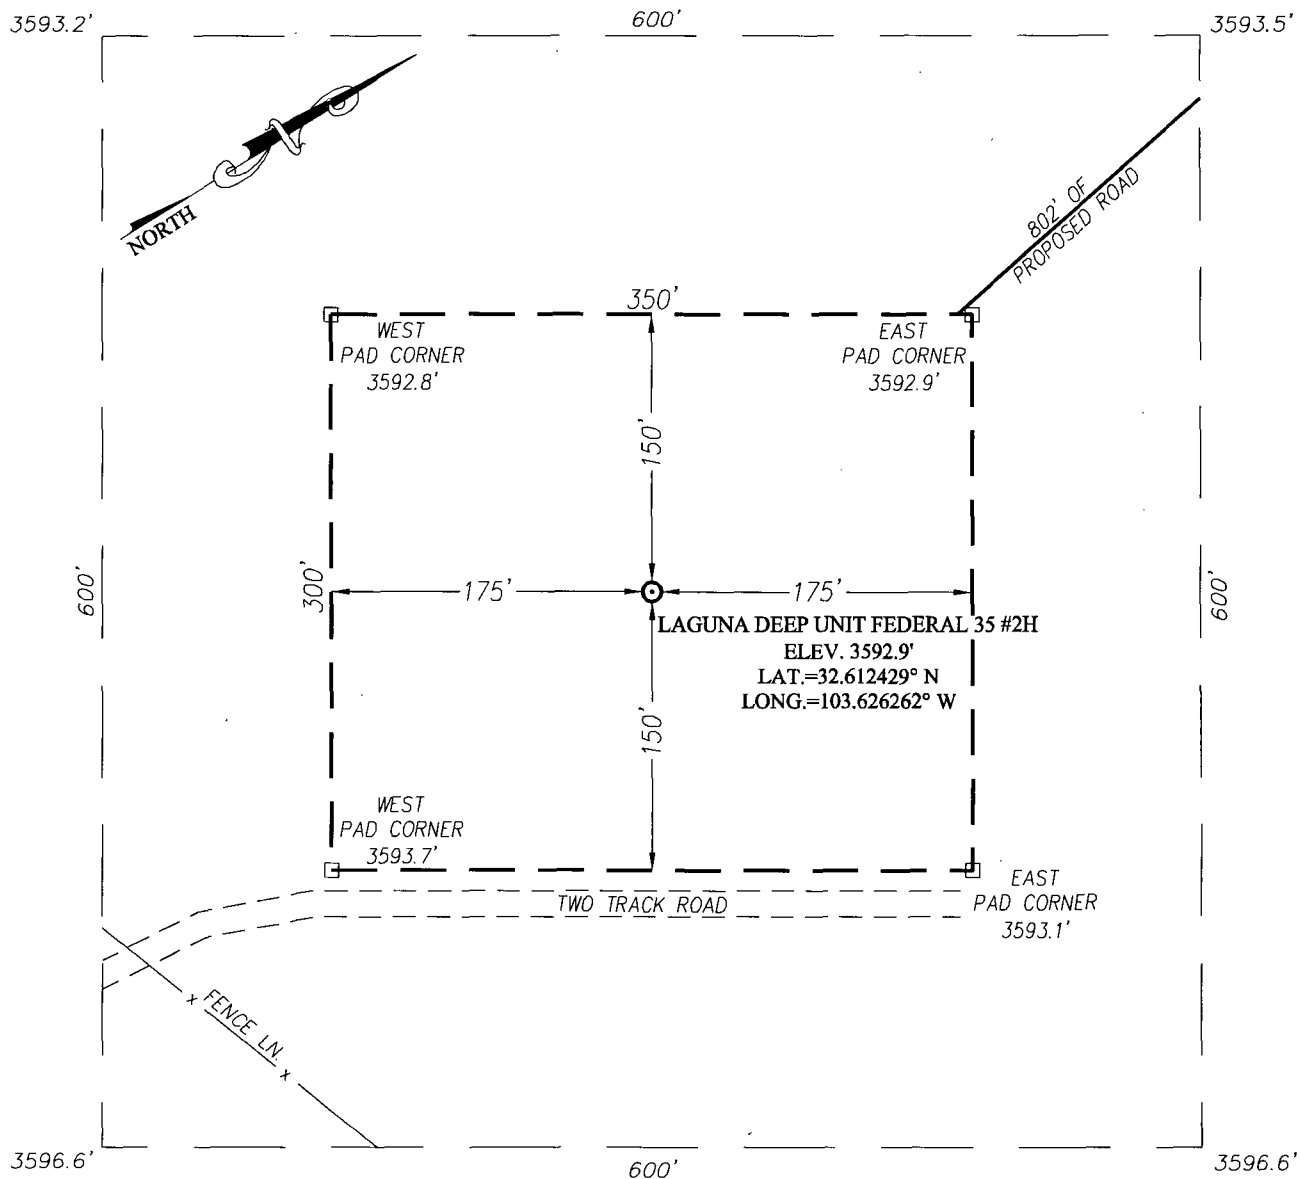 3593.2'
600'
3593.5'
NORTH
802' OF
PROPOSED ROAD
350'
WEST
PAD CORNER
3592.8'
EAST
PAD CORNER
3592.9'
150'
600'
300'
175'
175'
600'
LAGUNA DEEP UNIT FEDERAL 35 #2H
ELEV. 3592.9'
LAT.=32.612429° N
LONG.=103.626262° W
150'
WEST
PAD CORNER
3593.7'
EAST
PAD CORNER
3593.1'
TWO TRACK ROAD
x FENCE LN. x
3596.6'
600'
3596.6'